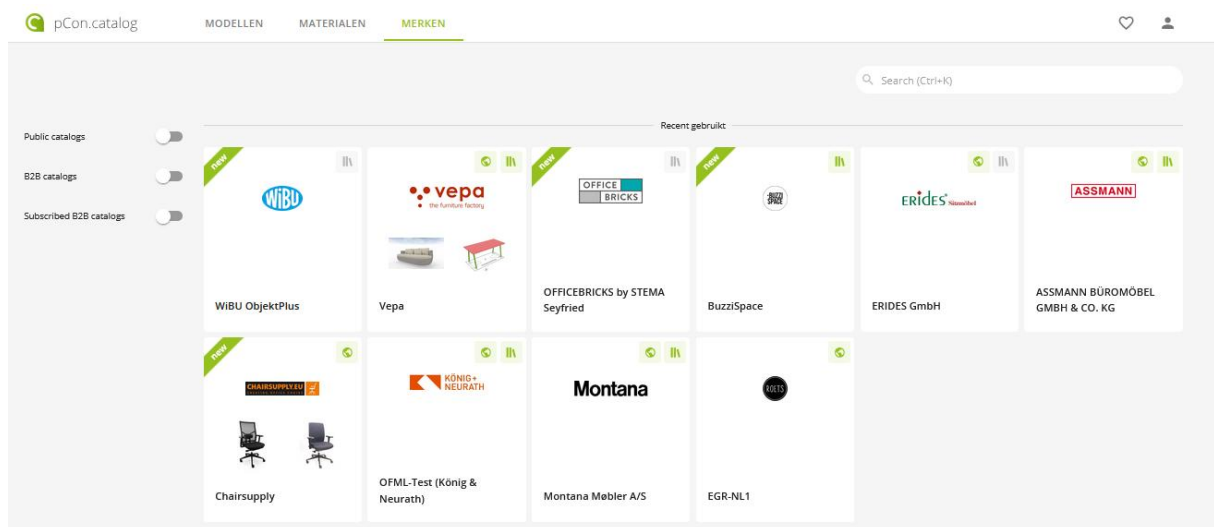 pCon.catalog
MODELLEN
MATERIALEN
MERKEN
Search (Ctrl+K)
Public catalogs
B2B catalogs
Subscribed B2B catalogs
Recent gebruikt
new
WiBU
WiBU ObjektPlus
vepa
the furniture factory
Vepa
new
OFFICE
BRICKS
OFFICEBRICKS by STEMA
Seyfried
new
BUZZI
SPACE
BuzziSpace
ERIDES Sitzmöbel
ERIDES GmbH
ASSMANN
ASSMANN BÜROMÖBEL
GMBH & CO. KG
new
CHAIRSUPPLY.EU
Chairsupply
KÖNIG+
NEURATH
OFML-Test (König &
Neurath)
Montana
Montana Møbler A/S
ROETS
EGR-NL1